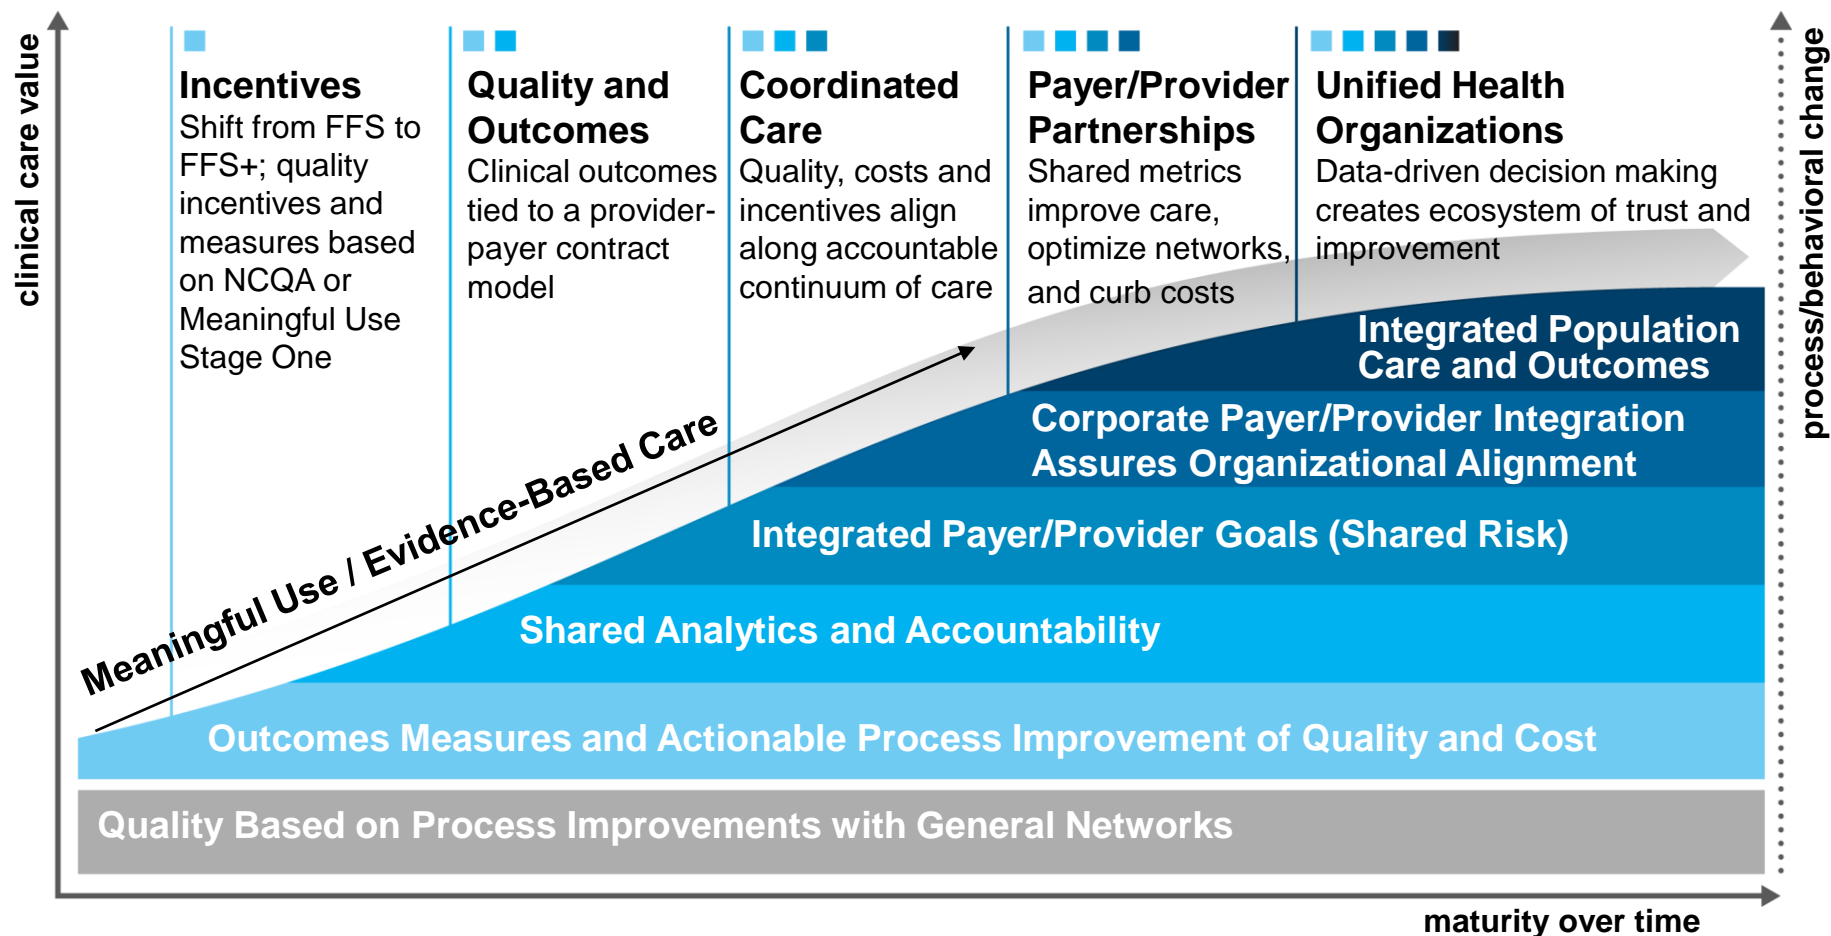 clinical care value
Incentives
Shift from FFS to
FFS+; quality
incentives and
measures based
on NCQA or
Meaningful Use
Stage One
Quality and
Outcomes
Clinical outcomes
tied to a provider-
payer contract
model
Coordinated
Care
Quality, costs and
incentives align
along accountable
continuum of care
Payer/Provider
Partnerships
Shared metrics
improve care,
optimize networks,
and curb costs
Unified Health
Organizations
Data-driven decision making
creates ecosystem of trust and
improvement
process/behavioral change
Meaningful Use / Evidence-Based Care
Integrated Population
Care and Outcomes
Corporate Payer/Provider Integration
Assures Organizational Alignment
Integrated Payer/Provider Goals (Shared Risk)
Shared Analytics and Accountability
Outcomes Measures and Actionable Process Improvement of Quality and Cost
Quality Based on Process Improvements with General Networks
maturity over time